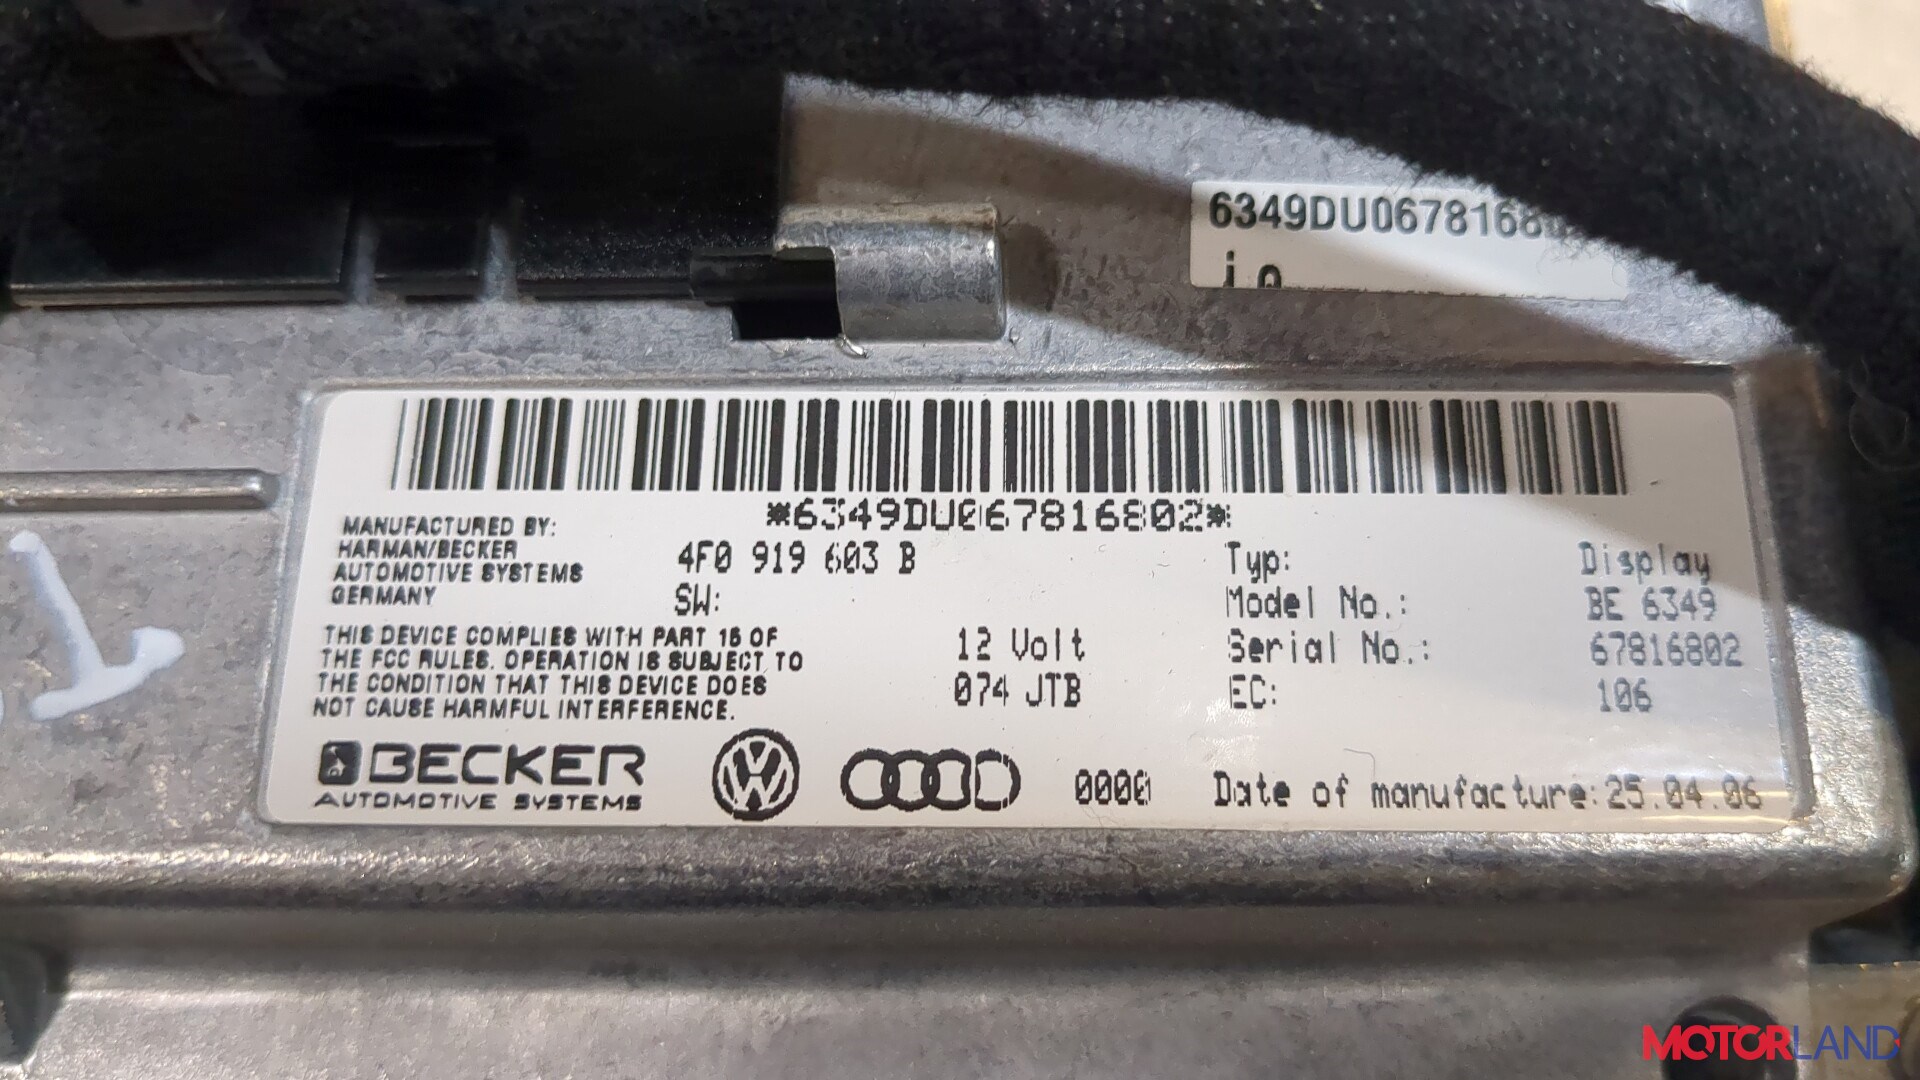 6349DU06781680
*6349DU067816802*
MANUFACTURED BY:
HARMAN/BECKER
AUTOMOTIVE SYSTEMS
GERMANY
4F0 919 603 B
SW:
Typ: Display
Model No.: BE 6349
Serial No.: 67816802
EC: 106
THIS DEVICE COMPLIES WITH PART 15 OF
THE FCC RULES. OPERATION IS SUBJECT TO
THE CONDITION THAT THIS DEVICE DOES
NOT CAUSE HARMFUL INTERFERENCE.
12 Volt
074 JTB
BECKER
AUTOMOTIVE SYSTEMS
VW
0000
Date of manufacture: 25.04.06
MOTORLAND